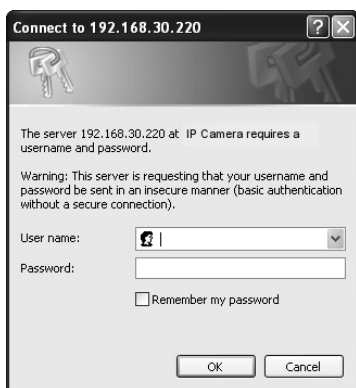 Connect to 192.168.30.220
The server 192.168.30.220 at IP Camera requires a
username and password.
Warning: This server is requesting that your username and
password be sent in an insecure manner (basic authentication
without a secure connection).
User name:
Password:
Remember my password
OK Cancel